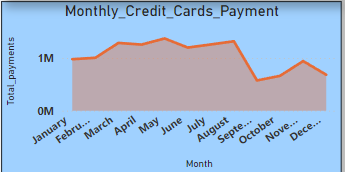 Monthly_Credit_Cards_Payment
Total_payments
1M
0M
January
Febru...
March
April
May
June
July
August
Septe...
October
Nove...
Dece...
Month